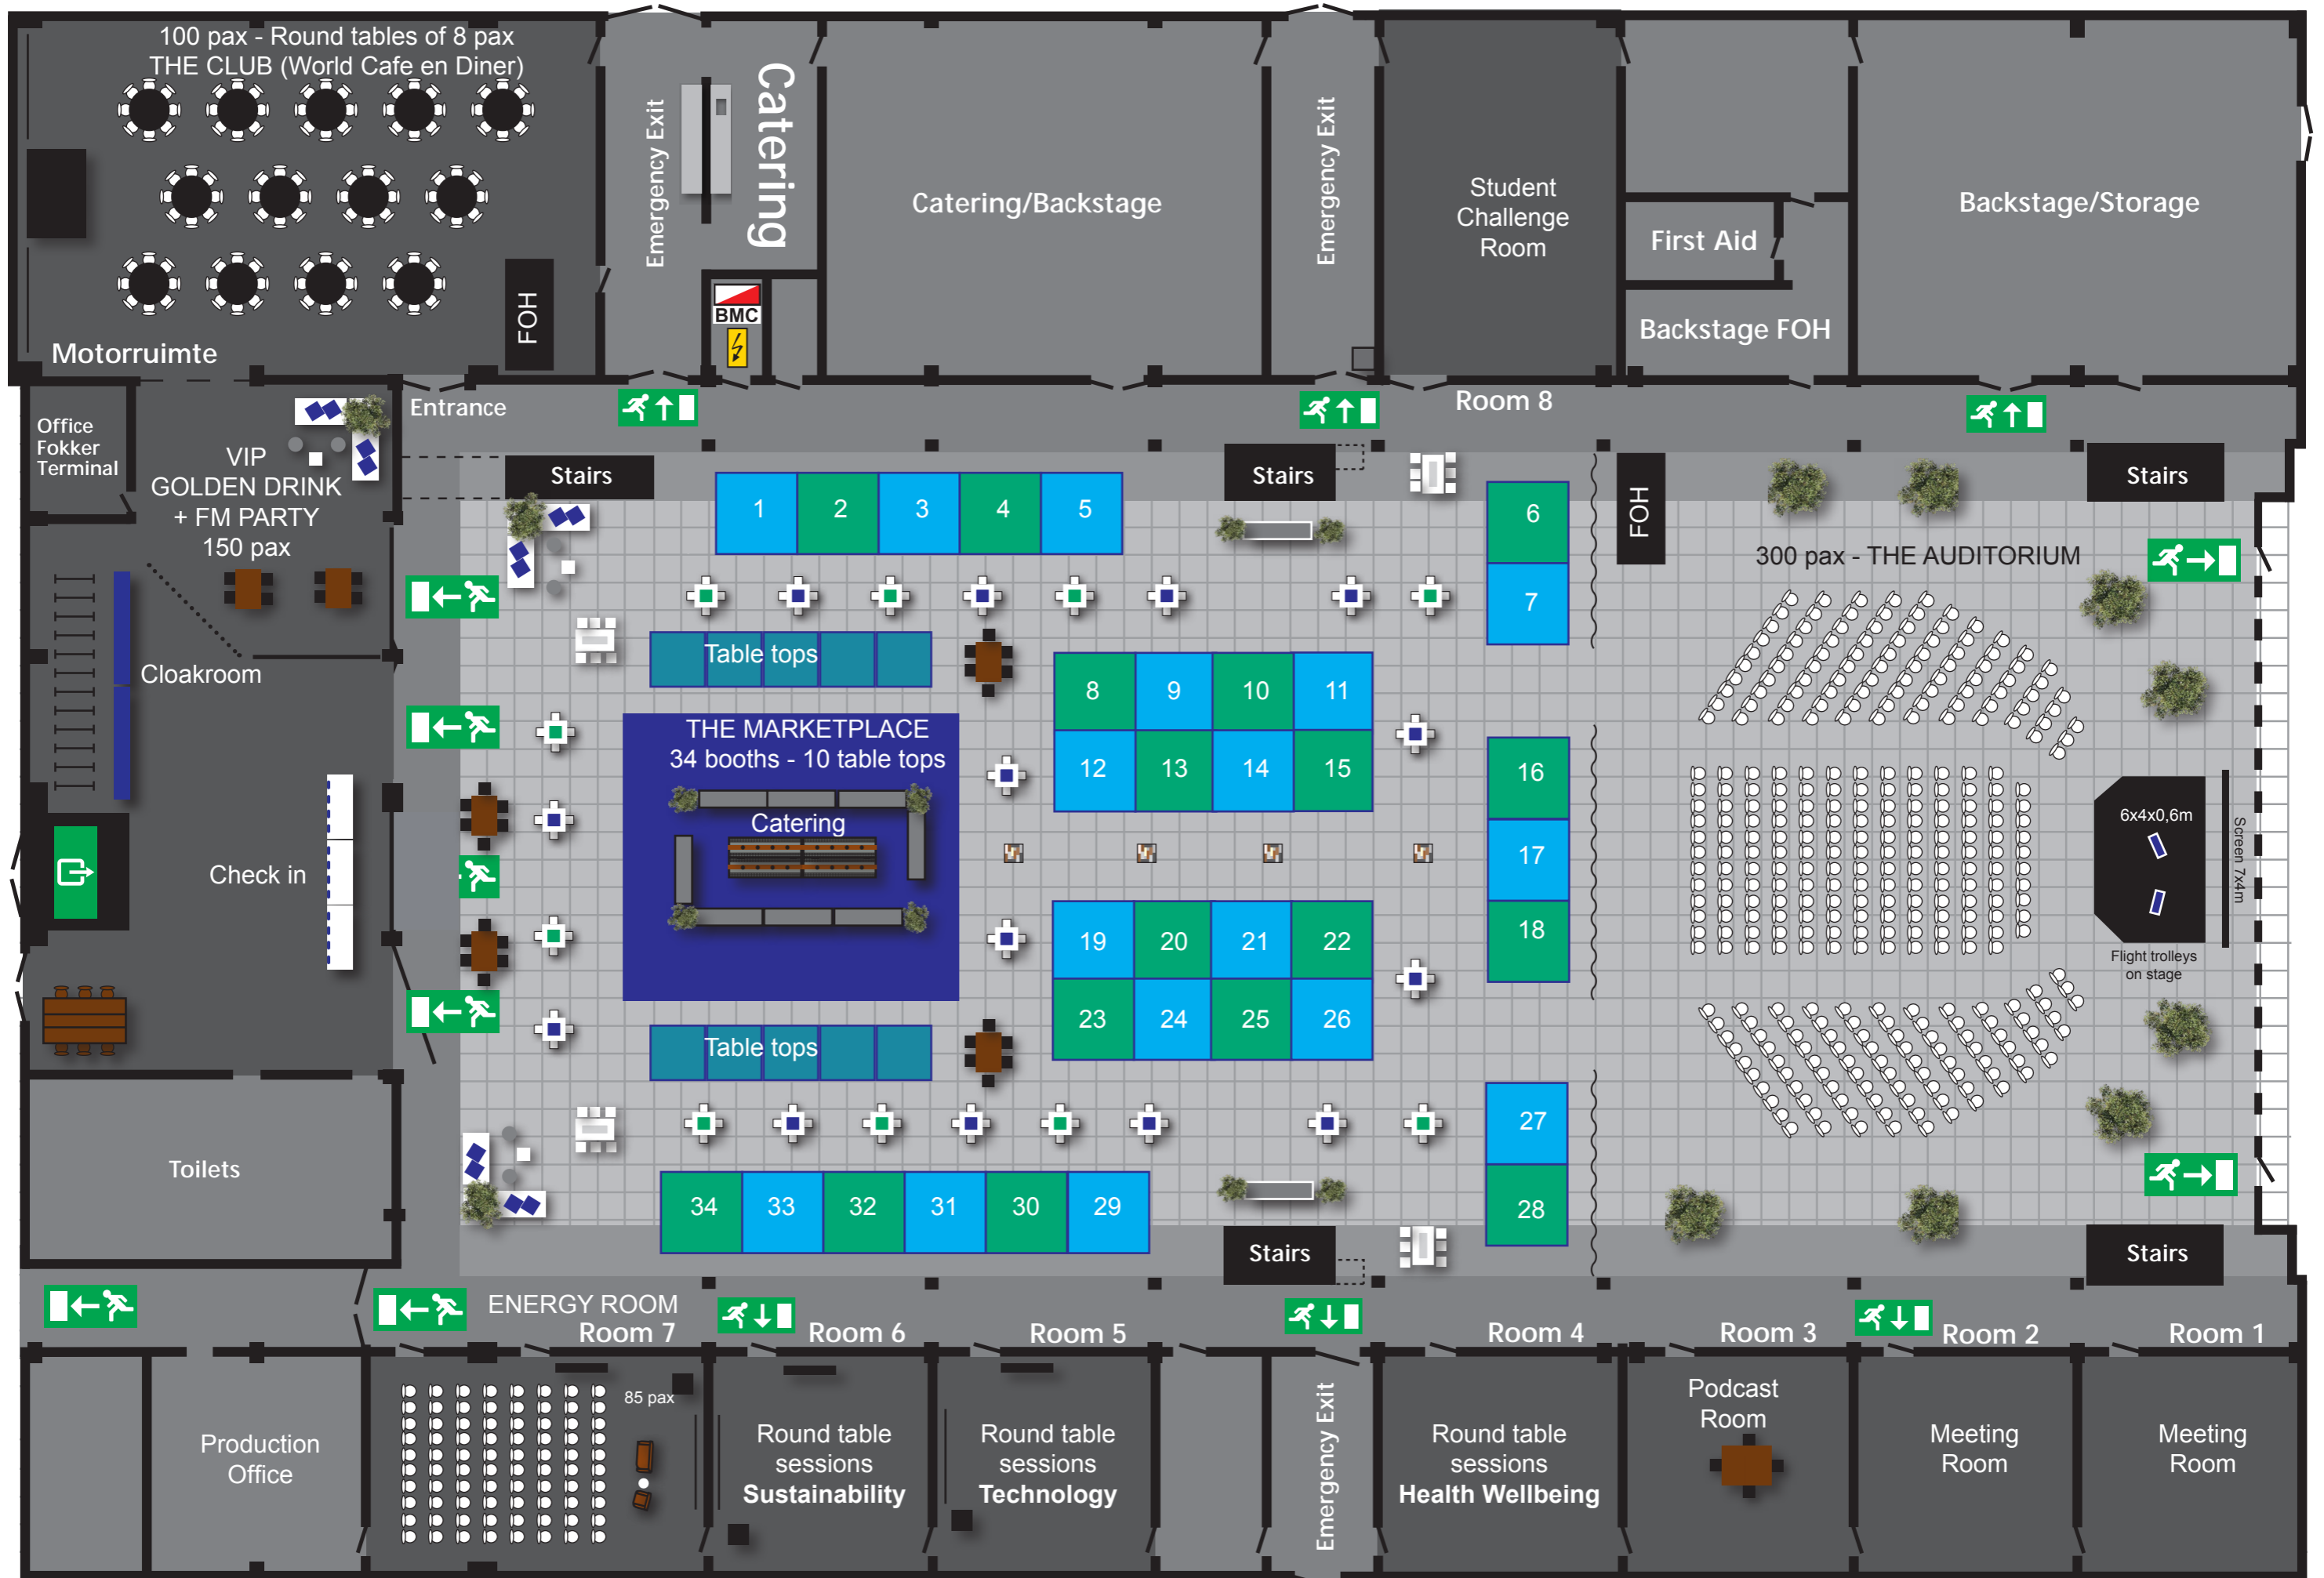 100 pax - Round tables of 8 pax
THE CLUB (World Cafe en Diner)
Emergency Exit
Catering
Catering/Backstage
Emergency Exit
Student
Challenge
Room
First Aid
Backstage/Storage
Backstage FOH
FOH
BMC
Motorruimte
Entrance
Room 8
Office
Fokker
Terminal
VIP
GOLDEN DRINK
+ FM PARTY
150 pax
Stairs
Stairs
Stairs
FOH
1
2
3
4
5
6
7
300 pax - THE AUDITORIUM
Cloakroom
Table tops
8
9
10
11
12
13
14
15
THE MARKETPLACE
34 booths - 10 table tops
Catering
16
17
18
6x4x0,6m
Screen 7x4m
Flight trolleys
on stage
Check in
19
20
21
22
23
24
25
26
Table tops
27
28
Toilets
34
33
32
31
30
29
Stairs
Stairs
ENERGY ROOM
Room 7
Room 6
Room 5
Room 4
Room 3
Room 2
Room 1
Production
Office
85 pax
Round table
sessions
Sustainability
Round table
sessions
Technology
Emergency Exit
Round table
sessions
Health Wellbeing
Podcast
Room
Meeting
Room
Meeting
Room